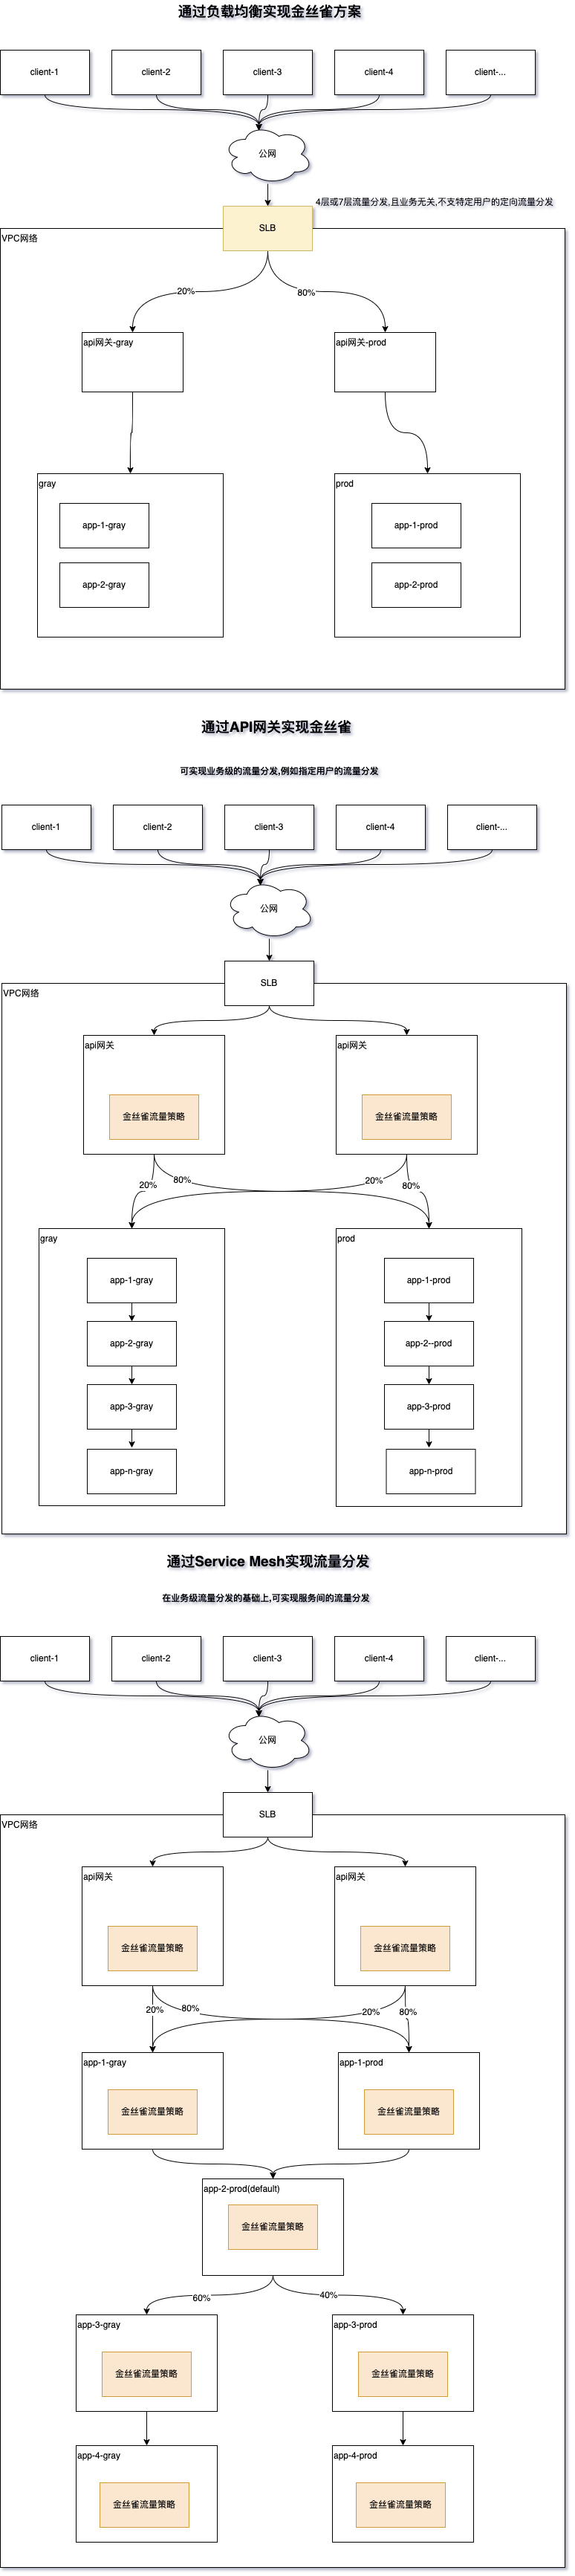 通过负载均衡实现金丝雀方案
client-1
client-2
client-3
client-4
client-...
公网
4层或7层流量分发,且业务无关,不支特定用户的定向流量分发
SLB
VPC网络
20%
80%
api网关-gray
api网关-prod
gray
prod
app-1-gray
app-1-prod
app-2-gray
app-2-prod
通过API网关实现金丝雀
可实现业务级的流量分发,例如指定用户的流量分发
client-1
client-2
client-3
client-4
client-...
公网
SLB
VPC网络
api网关
api网关
金丝雀流量策略
金丝雀流量策略
20%
80%
20%
80%
gray
prod
app-1-gray
app-1-prod
app-2-gray
app-2--prod
app-3-gray
app-3-prod
app-n-gray
app-n-prod
通过Service Mesh实现流量分发
在业务级流量分发的基础上,可实现服务间的流量分发
client-1
client-2
client-3
client-4
client-...
公网
SLB
VPC网络
api网关
api网关
金丝雀流量策略
金丝雀流量策略
20%
80%
20%
80%
app-1-gray
app-1-prod
金丝雀流量策略
金丝雀流量策略
app-2-prod(default)
金丝雀流量策略
60%
40%
app-3-gray
app-3-prod
金丝雀流量策略
金丝雀流量策略
app-4-gray
app-4-prod
金丝雀流量策略
金丝雀流量策略